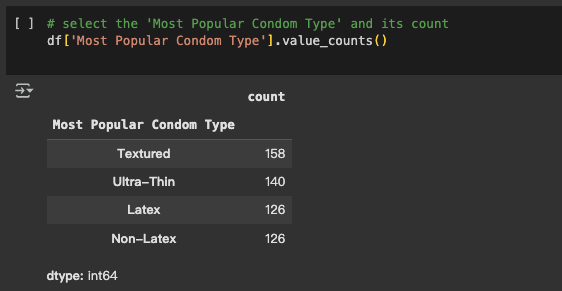 [ ] # select the 'Most Popular Condom Type' and its count
df['Most Popular Condom Type'].value_counts()
count
Most Popular Condom Type
Textured 158
Ultra-Thin 140
Latex 126
Non-Latex 126
dtype: int64